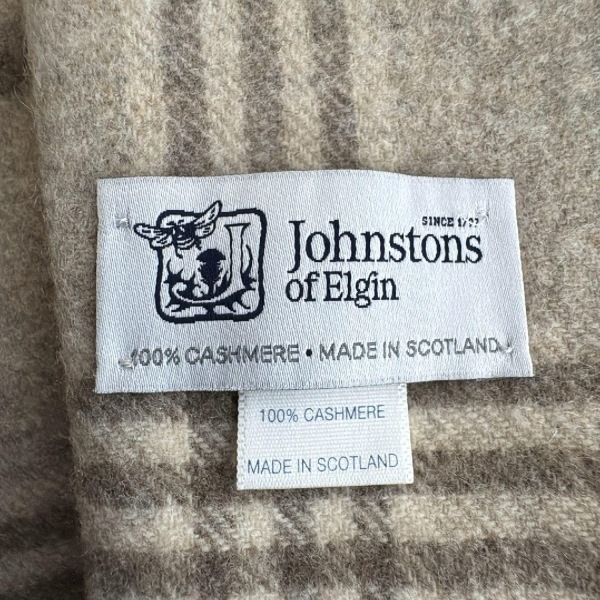 SINCE
Johnstons
of Elgin
100% CASHMERE • MADE IN SCOTLAND
100% CASHMERE
MADE IN SCOTLAND